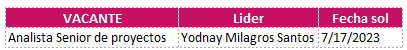 VACANTE Lider Fecha sol
Analista Senior de proyectos Yodnay Milagros Santos 7/17/2023